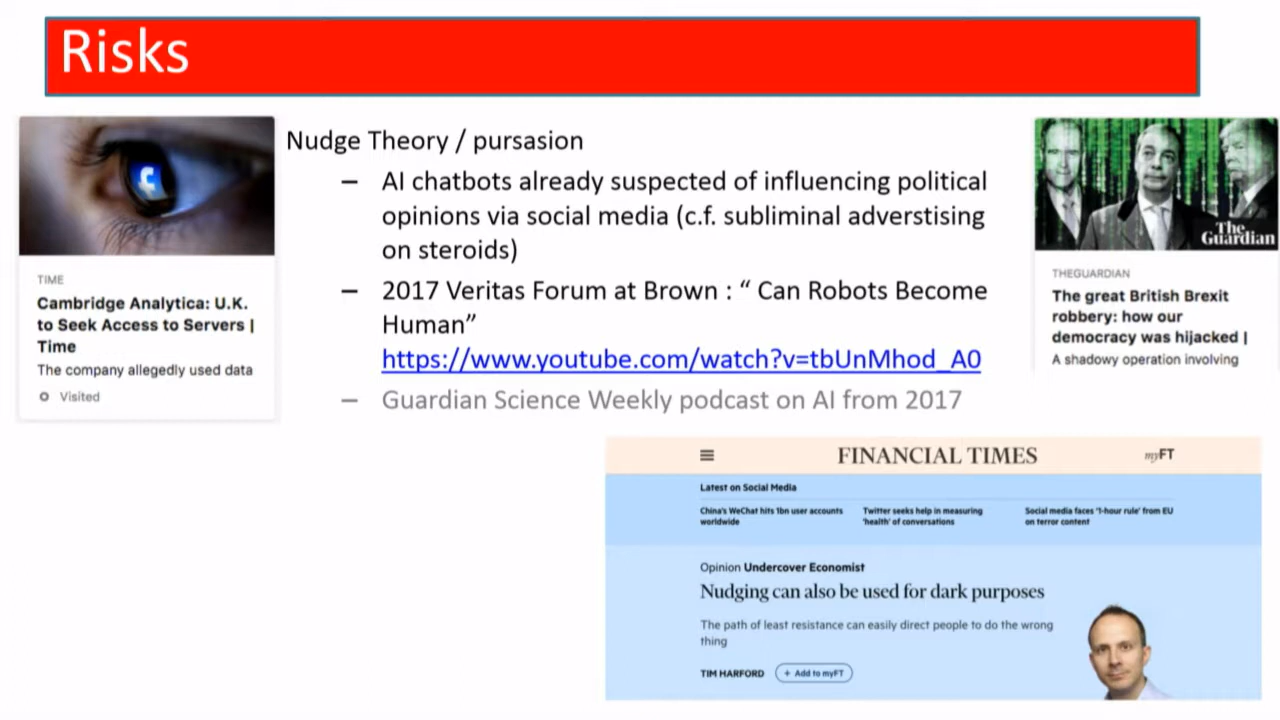 Risks
Nudge Theory / pursasion
– AI chatbots already suspected of influencing political
opinions via social media (c.f. subliminal adverstising
on steroids)
– 2017 Veritas Forum at Brown : “ Can Robots Become
Human”
https://www.youtube.com/watch?v=tbUnMhod_A0
– Guardian Science Weekly podcast on AI from 2017
TIME
Cambridge Analytica: U.K.
to Seek Access to Servers |
Time
The company allegedly used data
Visited
The
Guardian
THEGUARDIAN
The great British Brexit
robbery: how our
democracy was hijacked |
A shadowy operation involving
FINANCIAL TIMES
myFT
Latest on Social Media
China's WeChat hits 1bn user accounts
worldwide
Twitter seeks help in measuring
'health' of conversations
Social media faces '1-hour rule' from EU
on terror content
Opinion Undercover Economist
Nudging can also be used for dark purposes
The path of least resistance can easily direct people to do the wrong
thing
TIM HARFORD
+ Add to myFT